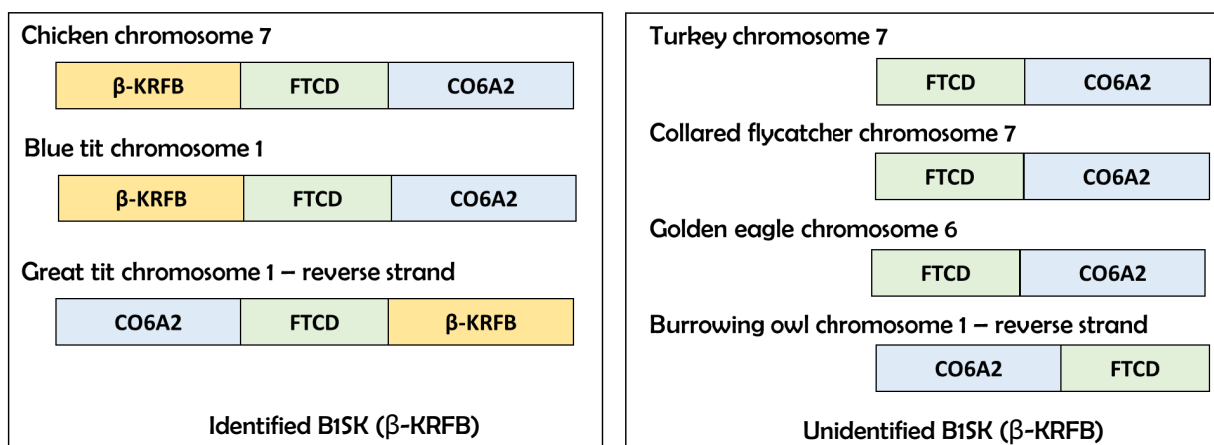 Chicken chromosome 7
β-KRFB FTCD CO6A2
Blue tit chromosome 1
β-KRFB FTCD CO6A2
Great tit chromosome 1 – reverse strand
CO6A2 FTCD β-KRFB
Identified B1SK (β-KRFB)
Turkey chromosome 7
FTCD CO6A2
Collared flycatcher chromosome 7
FTCD CO6A2
Golden eagle chromosome 6
FTCD CO6A2
Burrowing owl chromosome 1 – reverse strand
CO6A2 FTCD
Unidentified B1SK (β-KRFB)